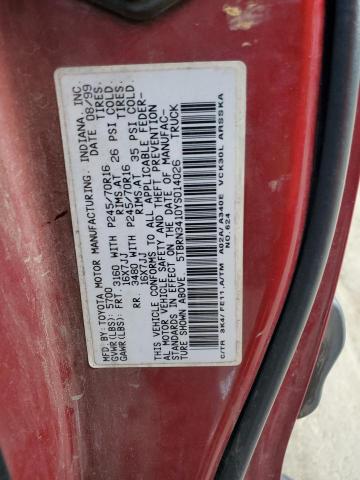 MFD.BY:TOYOTA MOTOR MANUFACTURING, INDIANA, INC.
GVWR(LBS): 5700 DATE: 08/99
GAWR(LBS): FRT. 3160 WITH P245/70R16 TIRES.
16X7JJ RIMS.AT 26 PSI COLD
RR. 3480 WITH P245/70R16 TIRES.
16X7JJ RIMS.AT 35 PSI COLD
THIS VEHICLE CONFORMS TO ALL APPLICABLE FEDER-
AL MOTOR VEHICLE SAFETY AND THEFT PREVENTION
STANDARDS IN EFFECT ON THE DATE OF MANUFAC-
TURE SHOWN ABOVE. TRUCK
5TBRN3410YS014026
C/TR 3K4/FE11.A/TM A02A/A340E VCK30L ARSSKA
NO.624